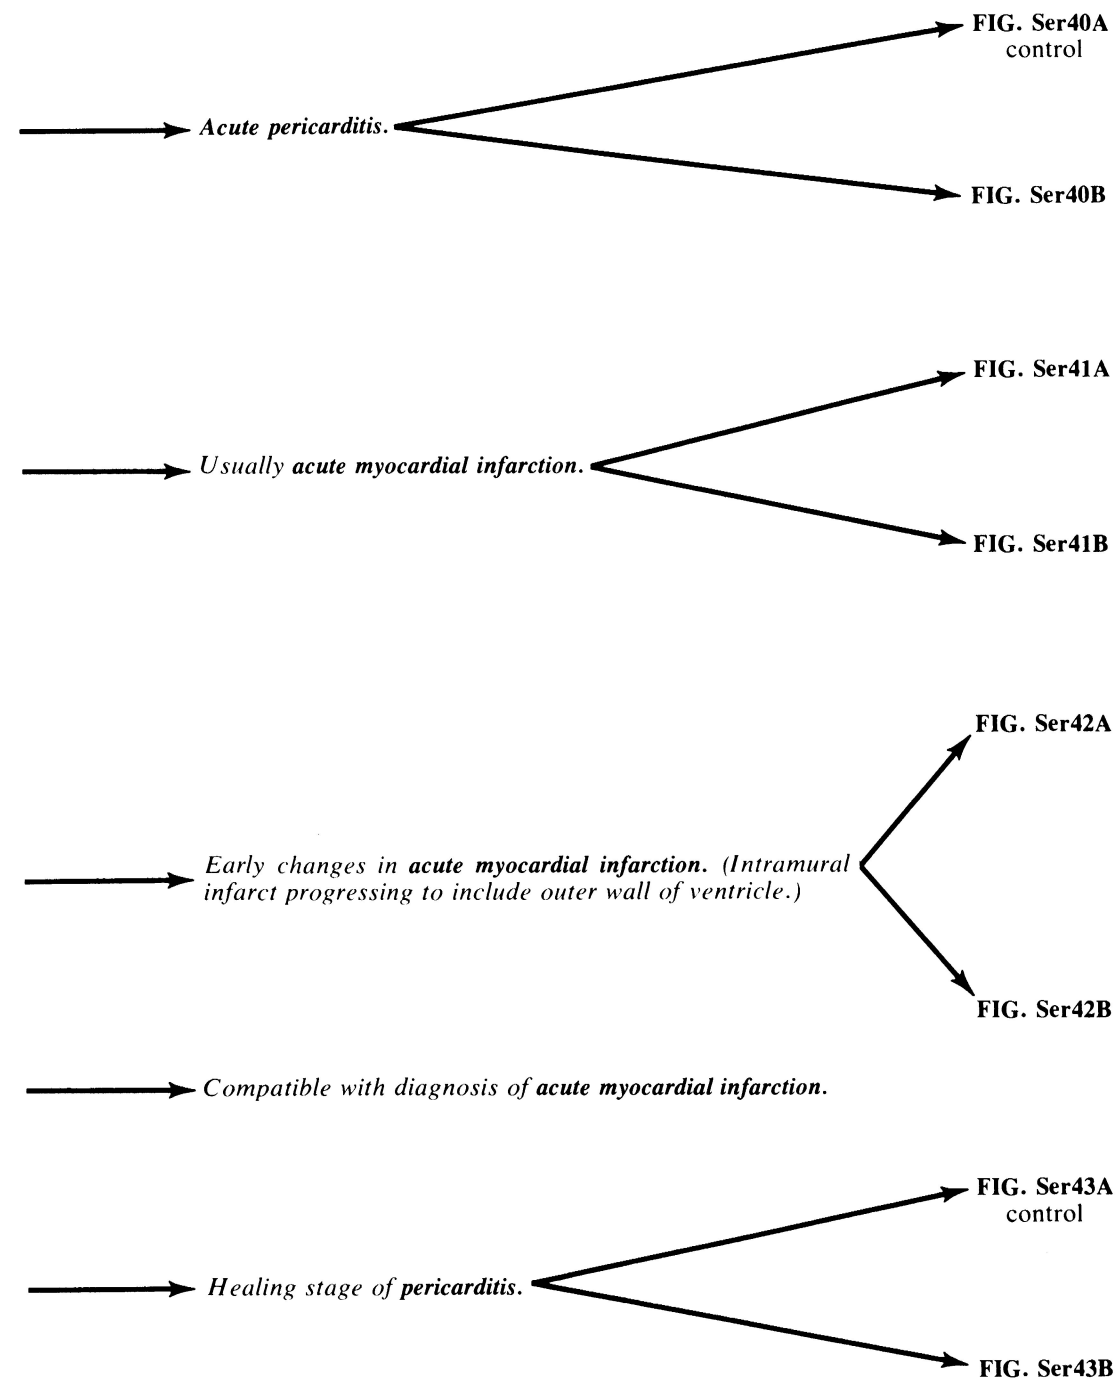 FIG. Ser40A
control
Acute pericarditis.
FIG. Ser40B
FIG. Ser41A
Usually acute myocardial infarction.
FIG. Ser41B
FIG. Ser42A
Early changes in acute myocardial infarction. (Intramural
infarct progressing to include outer wall of ventricle.)
FIG. Ser42B
Compatible with diagnosis of acute myocardial infarction.
FIG. Ser43A
control
Healing stage of pericarditis.
FIG. Ser43B